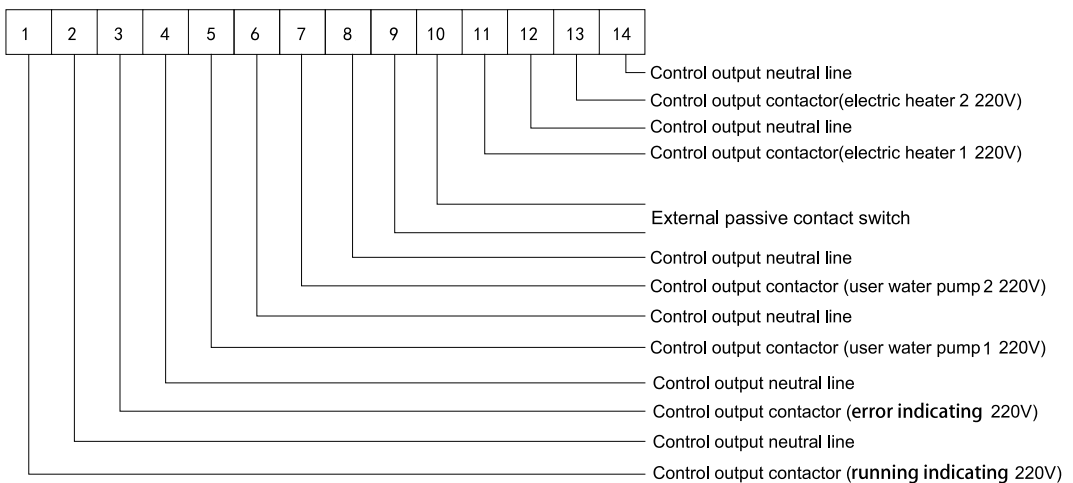 1 2 3 4 5 6 7 8 9 10 11 12 13 14
Control output neutral line
Control output contactor(electric heater 2 220V)
Control output neutral line
Control output contactor(electric heater 1 220V)
External passive contact switch
Control output neutral line
Control output contactor (user water pump 2 220V)
Control output neutral line
Control output contactor (user water pump 1 220V)
Control output neutral line
Control output contactor (error indicating 220V)
Control output neutral line
Control output contactor (running indicating 220V)